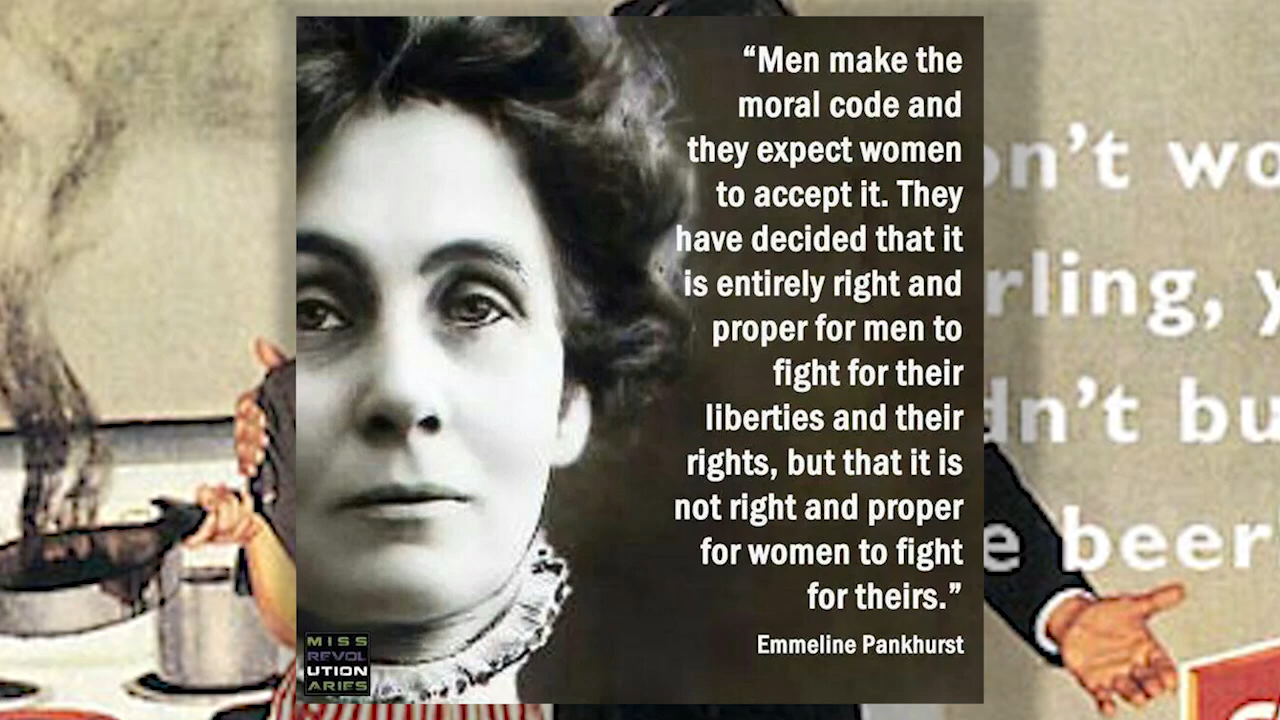 “Men make the
moral code and
they expect women
to accept it. They
have decided that it
is entirely right and
proper for men to
fight for their
liberties and their
rights, but that it is
not right and proper
for women to fight
for theirs.”
Emmeline Pankhurst
MISS
REVOL
UTION
ARIES
on’t wo
rling, y
dn’t bu
e beer